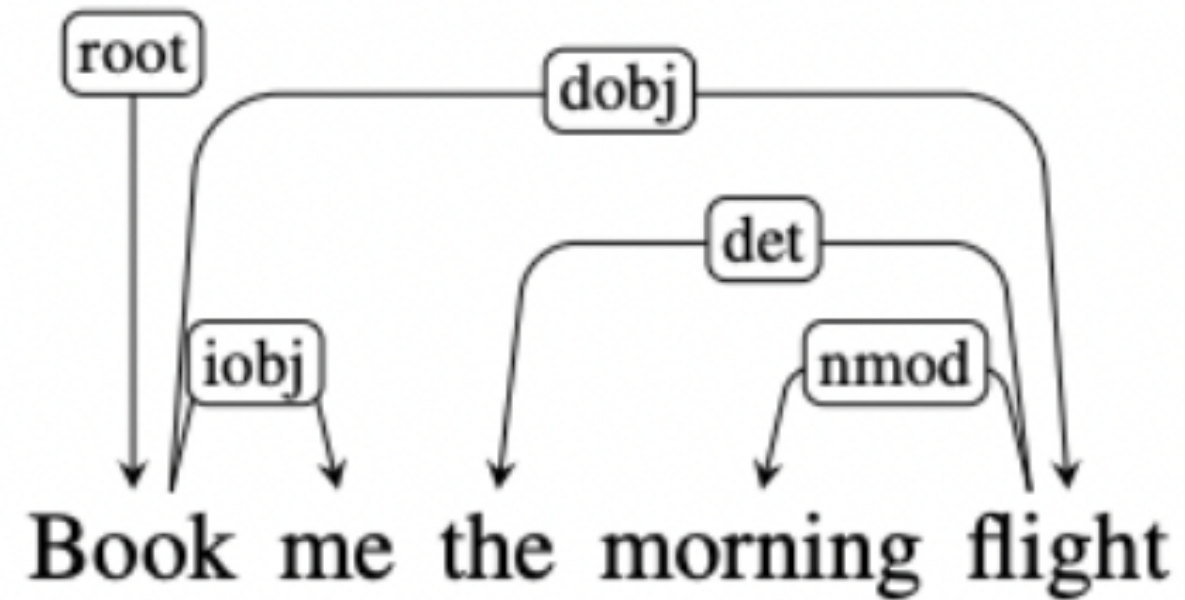 root
dobj
det
iobj
nmod
Book me the morning flight